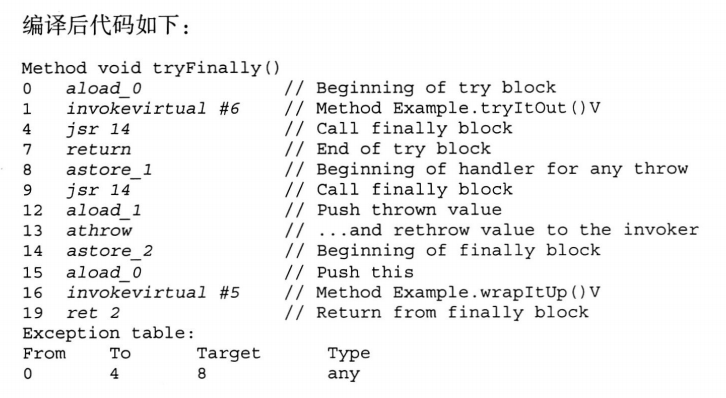 编译后代码如下：
Method void tryFinally()
0 aload_0 // Beginning of try block
1 invokevirtual #6 // Method Example.tryItOut()V
4 jsr 14 // Call finally block
7 return // End of try block
8 astore_1 // Beginning of handler for any throw
9 jsr 14 // Call finally block
12 aload_1 // Push thrown value
13 athrow // ...and rethrow value to the invoker
14 astore_2 // Beginning of finally block
15 aload_0 // Push this
16 invokevirtual #5 // Method Example.wrapItUp()V
19 ret 2 // Return from finally block
Exception table:
From To Target Type
0 4 8 any